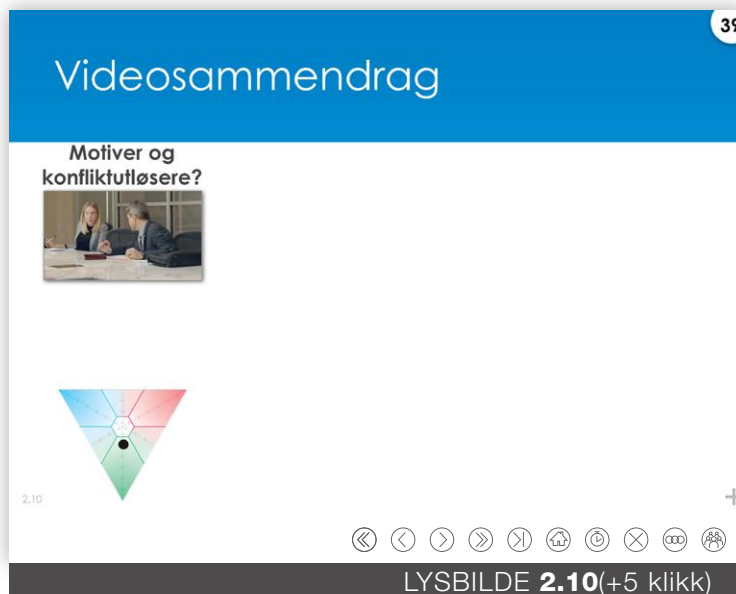 39
Videosammendrag
Motiver og
konfliktutløsere?
2.10
LYSBILDE 2.10(+5 klikk)